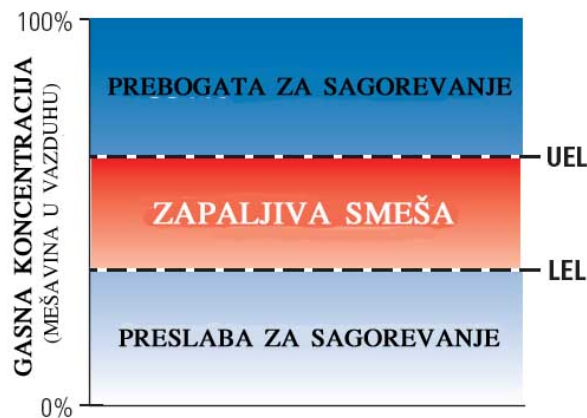 100%
PREBOGATA ZA SAGOREVANJE
UEL
ZAPALJIVA SMEŠA
LEL
PRESLABA ZA SAGOREVANJE
0%
GASNA KONCENTRACIJA
(MEŠAVINA U VAZDUHU)